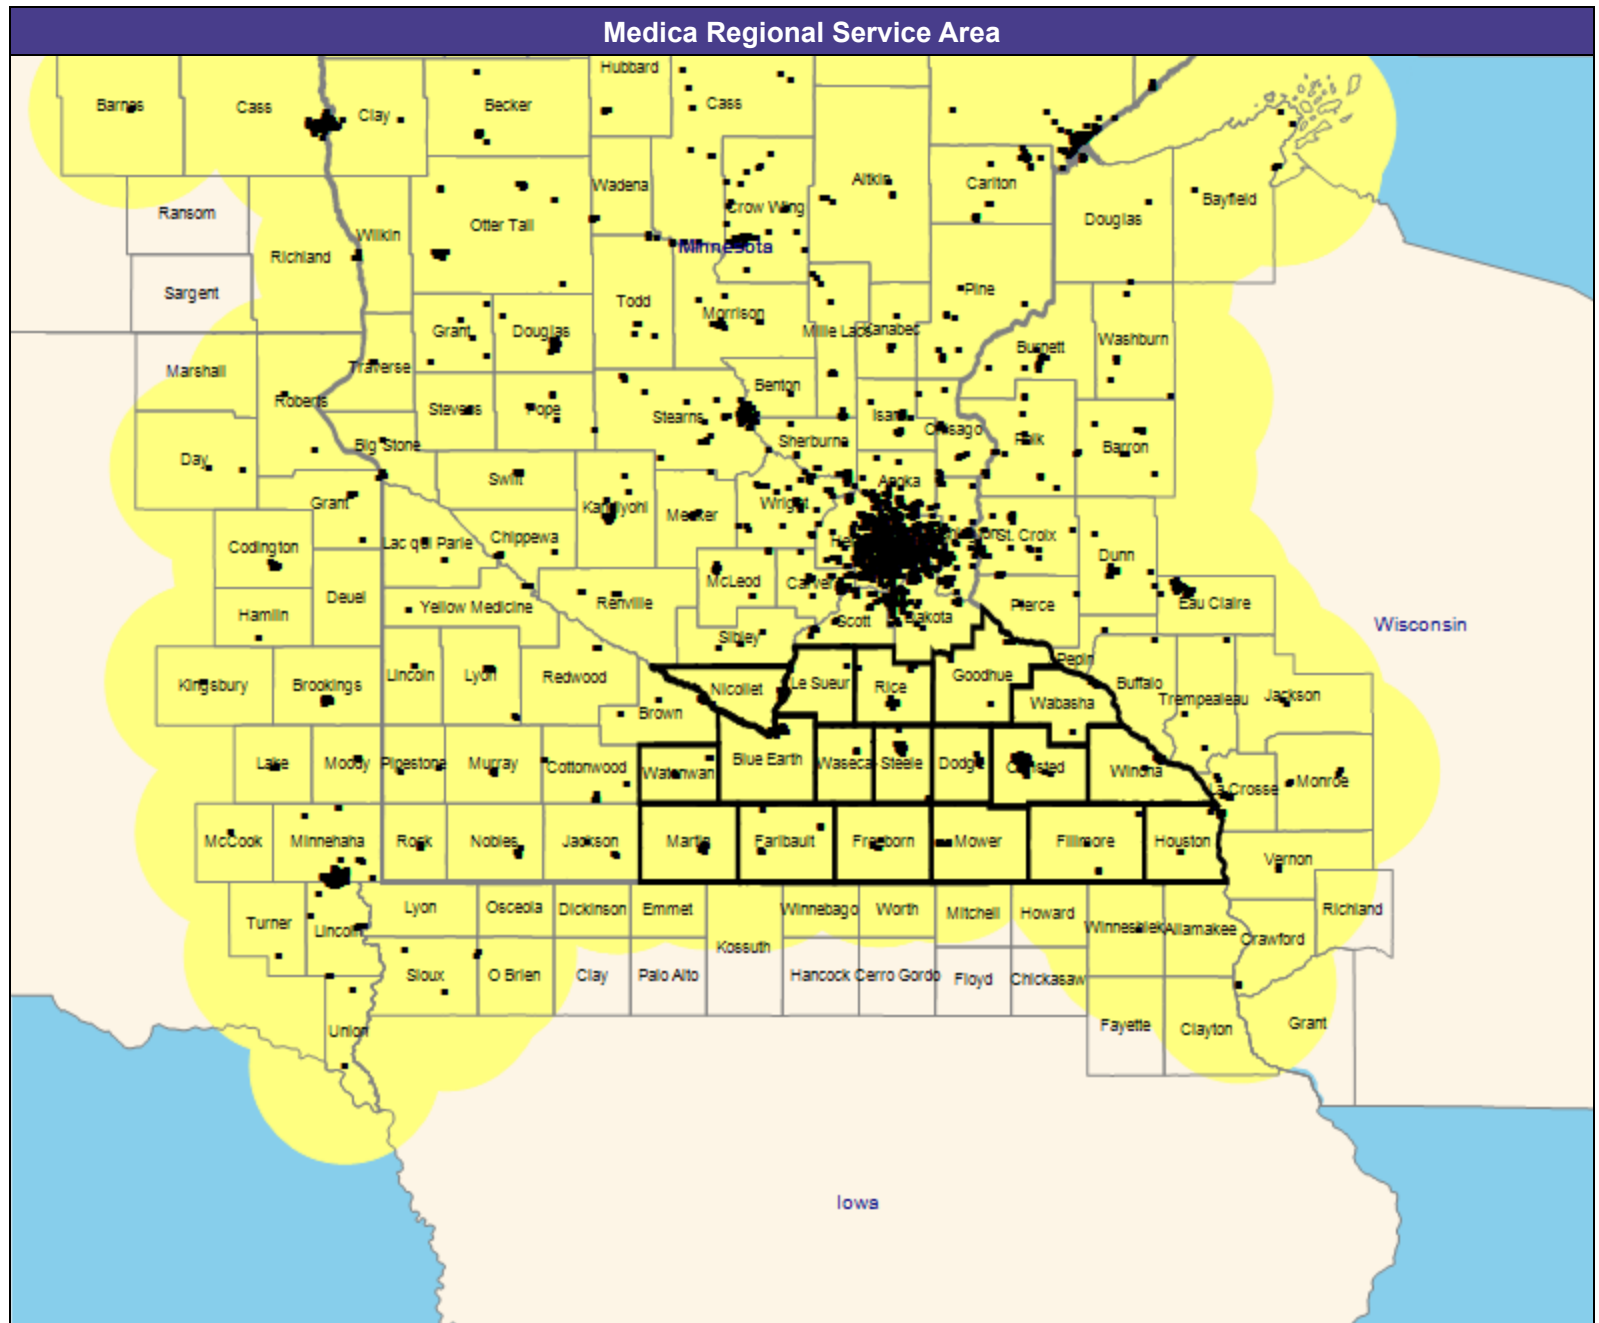 Medica Regional Service Area
Hubbard
Barnes
Cass
Clay
Becker
Cass
Wadena
Aitkin
Carlton
Ransom
Otter Tail
Crow Wing
Douglas
Bayfield
Wilkin
Minnesota
Richland
Sargent
Todd
Pine
Grant
Douglas
Morrison
Mille Lacs
Kanabec
Burnett
Washburn
Marshall
Traverse
Roberts
Stevens
Pope
Benton
Stearns
Isanti
Chisago
Polk
Barron
Big Stone
Sherburne
Day
Swift
Anoka
Grant
Kandiyohi
Meeker
Wright
Codington
Lac qui Parle
Chippewa
He
St. Croix
Dunn
McLeod
Carver
Deuel
Yellow Medicine
Renville
Pierce
Eau Claire
Hamlin
Scott
Dakota
Wisconsin
Sibley
Pepin
Kingsbury
Brookings
Lincoln
Lyon
Redwood
Nicollet
Le Sueur
Rice
Goodhue
Buffalo
Trempealeau
Jackson
Brown
Wabasha
Lake
Moody
Pipestone
Murray
Cottonwood
Watonwan
Blue Earth
Waseca
Steele
Dodge
Olmsted
Winona
La Crosse
Monroe
McCook
Minnehaha
Rock
Nobles
Jackson
Martin
Faribault
Freeborn
Mower
Fillmore
Houston
Vernon
Turner
Lincoln
Lyon
Osceola
Dickinson
Emmet
Kossuth
Winnebago
Worth
Mitchell
Howard
Winneshiek
Allamakee
Crawford
Richland
Sioux
O Brien
Clay
Palo Alto
Hancock
Cerro Gordo
Floyd
Chickasaw
Union
Fayette
Clayton
Grant
Iowa